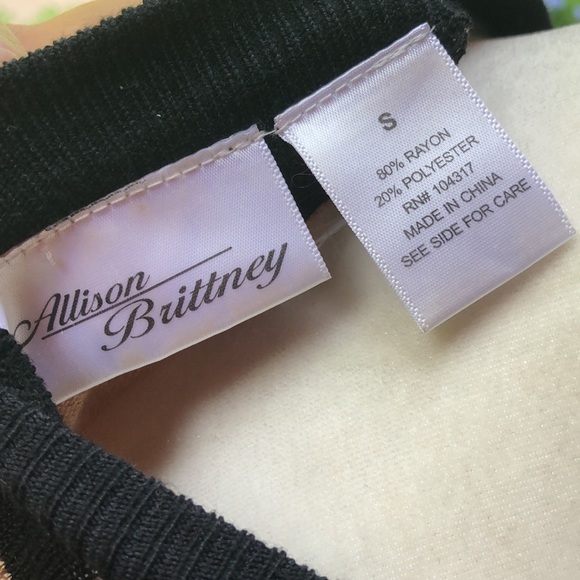 Allison
Brittney
S
80% RAYON
20% POLYESTER
RN# 104317
MADE IN CHINA
SEE SIDE FOR CARE